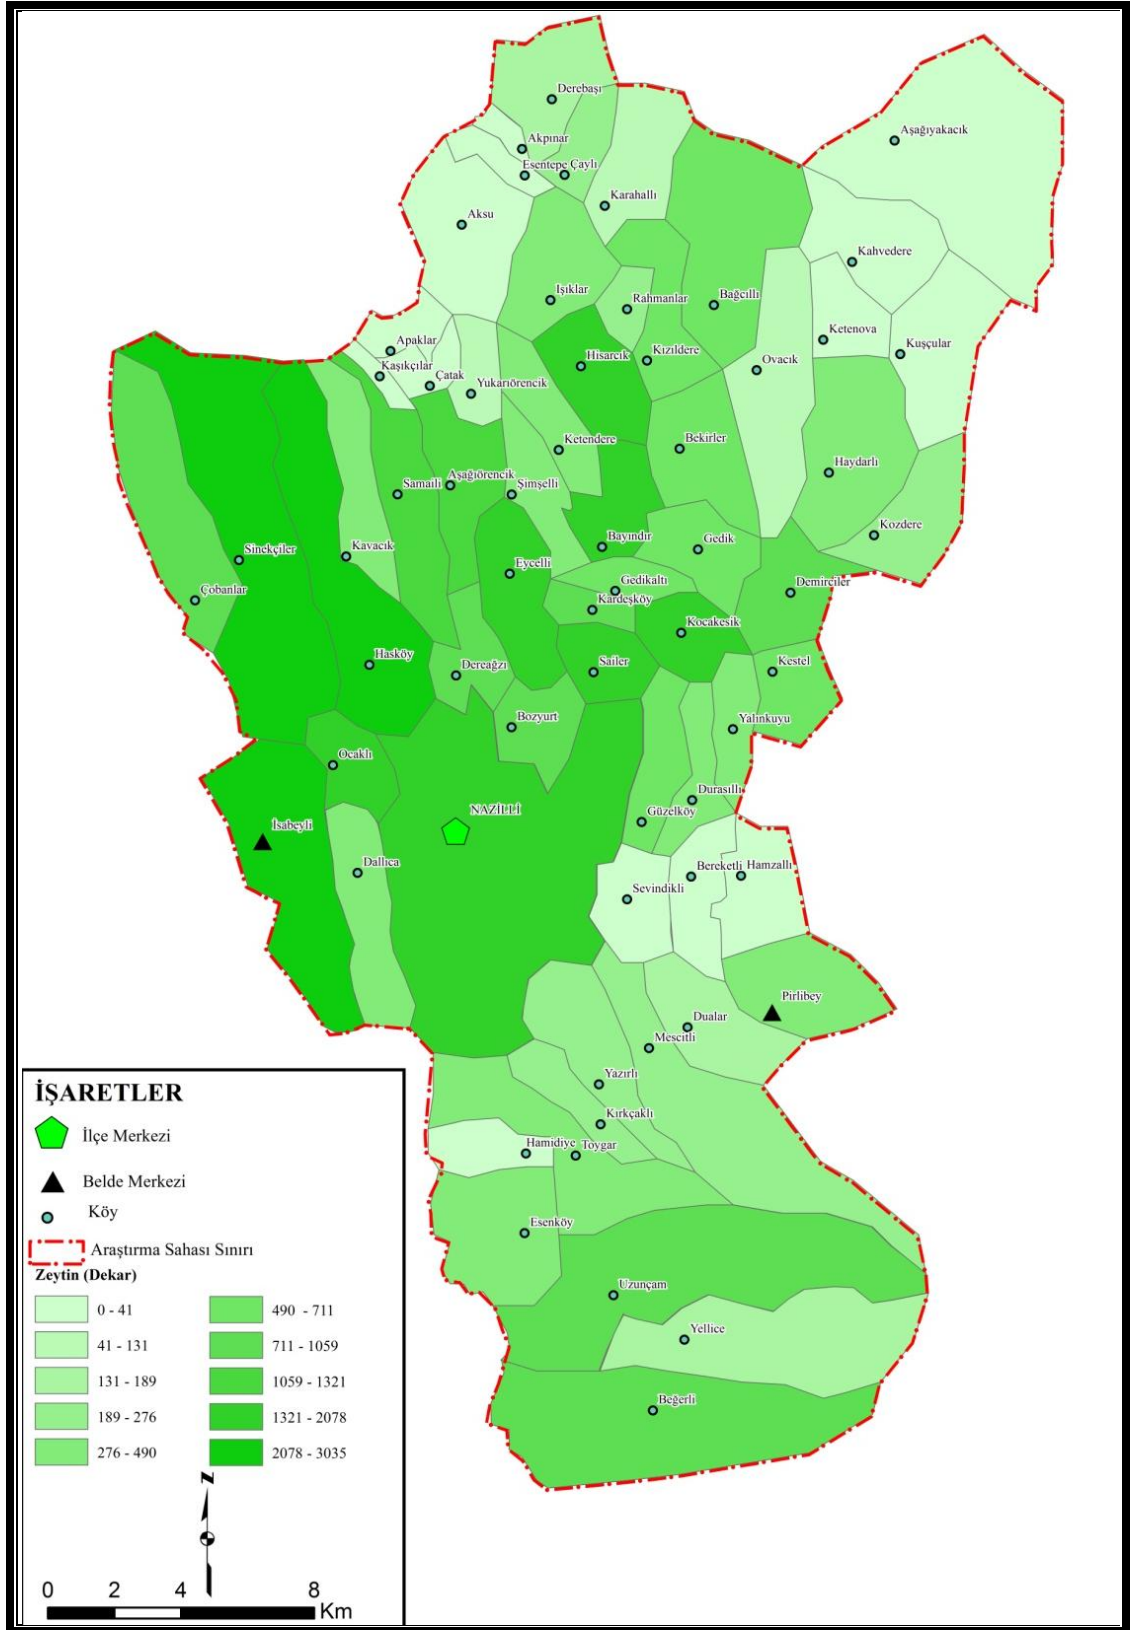 Derebaşı
Aşağıyakacık
Akpınar
Esentepe Çaylı
Karahallı
Aksu
Kahvedere
Işıklar
Rahmanlar
Bağcıllı
Ketenova
Apaklar
Kuşçular
Hisarcık
Kızıldere
Ovacık
Kaşıkçılar
Çatak
Yukarıörencik
Ketendere
Bekirler
Haydarlı
Samaili
Aşağıörencik
Şimşelli
Kozdere
Bayındır
Gedik
Sinekçiler
Kavacık
Eycelli
Gedikaltı
Demirciler
Çobanlar
Kardeşköy
Kocakesik
Hasköy
Dereağzı
Sailer
Kestel
Bozyurt
Yalınkuyu
Ocaklı
Durasıllı
NAZİLLİ
Güzelköy
İsabeyli
Dallıca
Bereketli Hamzallı
Sevindikli
Pirlibey
Dualar
Mescitli
Yazırlı
Kırkçaklı
Hamidiye
Toygar
Esenköy
Uzunçam
Yellice
Beğerli
İŞARETLER
İlçe Merkezi
Belde Merkezi
Köy
Araştırma Sahası Sınırı
Zeytin (Dekar)
0 - 41
490 - 711
41 - 131
711 - 1059
131 - 189
1059 - 1321
189 - 276
1321 - 2078
276 - 490
2078 - 3035
N
0 2 4 8
Km